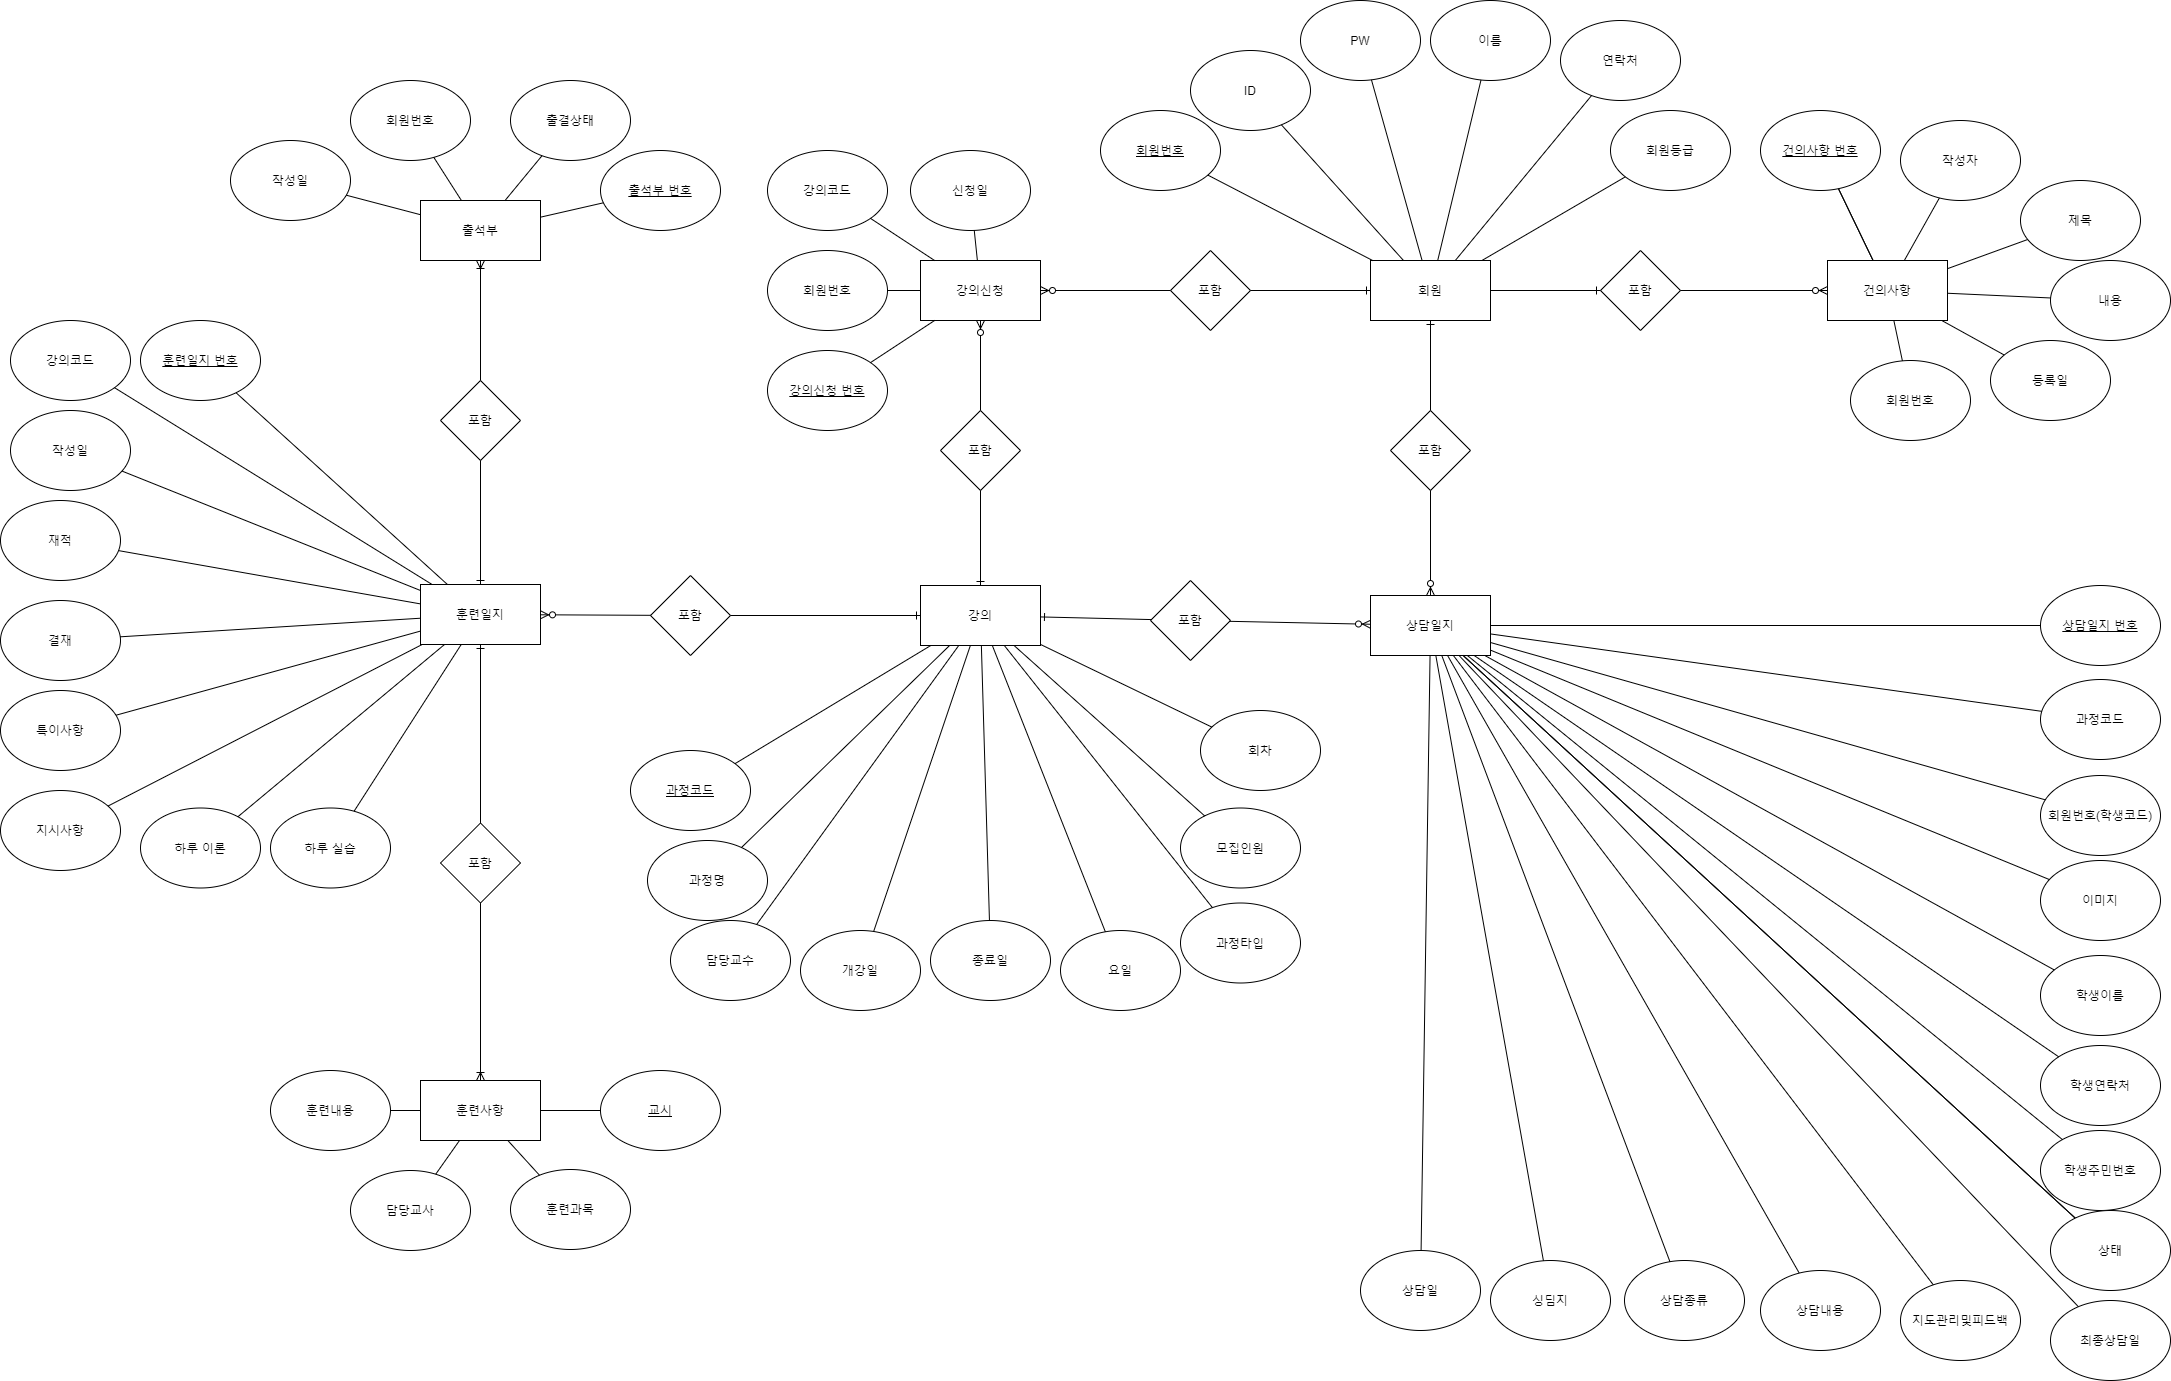 PW
이름
연락처
ID
회원번호
출결상태
작성일
출석부 번호
회원번호
회원등급
건의사항 번호
작성자
강의코드
신청일
제목
출석부
회원번호
강의신청
포함
회원
포함
건의사항
내용
강의코드
훈련일지 번호
강의신청 번호
회원번호
등록일
포함
작성일
포함
포함
재적
훈련일지
포함
강의
포함
상담일지
상담일지 번호
결재
특이사항
과정코드
회차
과정코드
지시사항
하루 이론
하루 실습
포함
과정명
모집인원
회원번호(학생코드)
이미지
담당교수
개강일
종료일
요일
과정타입
학생이름
학생연락처
훈련내용
훈련사항
교시
학생주민번호
담당교사
훈련과목
상태
상담일
상담종류
상담내용
지도관리및피드백
최종상담일